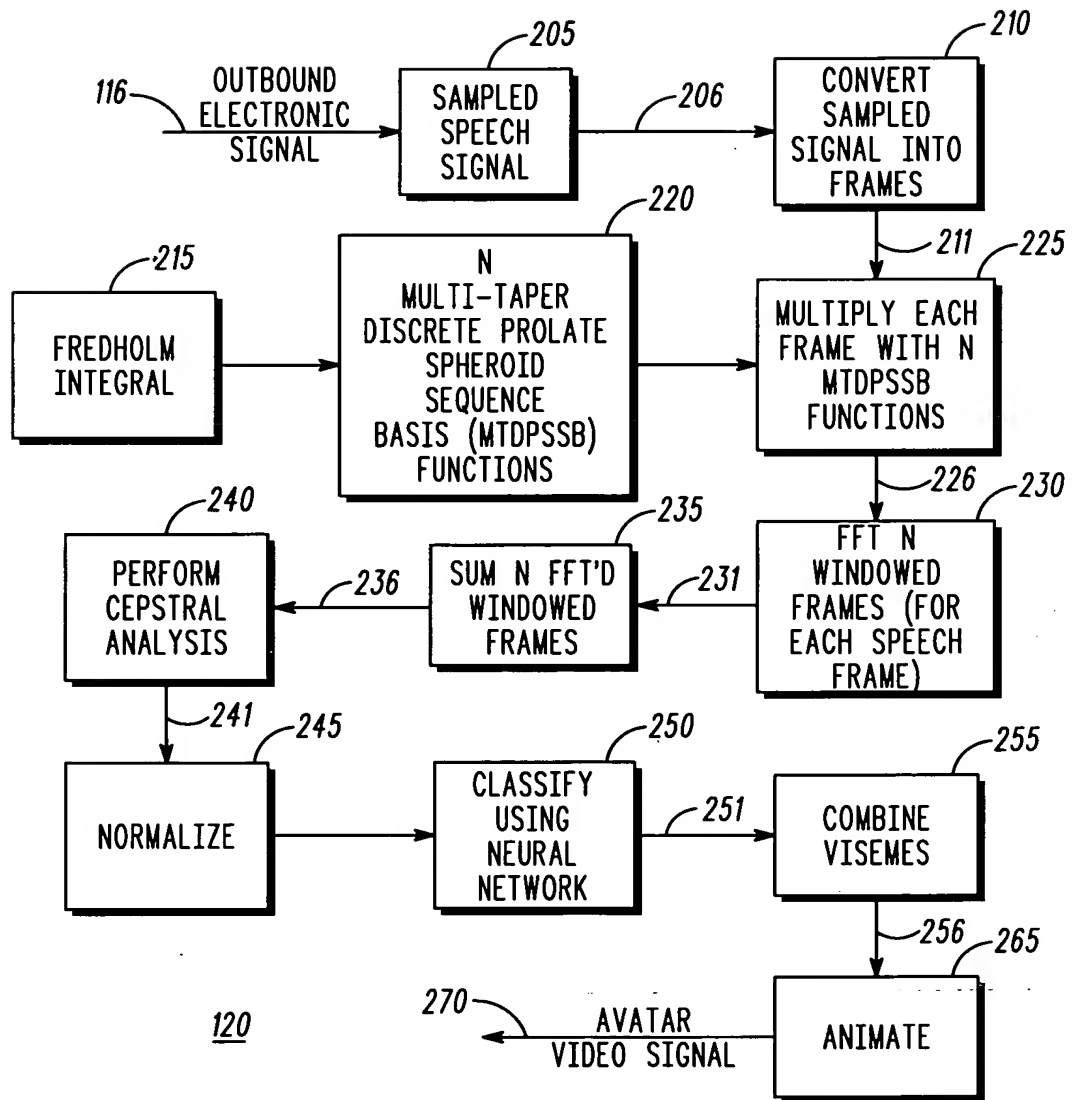 205
210
116
OUTBOUND
ELECTRONIC
SIGNAL
SAMPLED
SPEECH
SIGNAL
206
CONVERT
SAMPLED
SIGNAL INTO
FRAMES
211
215
FREDHOLM
INTEGRAL
220
N
MULTI-TAPER
DISCRETE PROLATE
SPHEROID
SEQUENCE
BASIS (MTDPSSB)
FUNCTIONS
225
MULTIPLY EACH
FRAME WITH N
MTDPSSB
FUNCTIONS
226
240
PERFORM
CEPSTRAL
ANALYSIS
236
235
SUM N FFT'D
WINDOWED
FRAMES
231
230
FFT N
WINDOWED
FRAMES (FOR
EACH SPEECH
FRAME)
241
245
NORMALIZE
250
CLASSIFY
USING
NEURAL
NETWORK
251
255
COMBINE
VISEMES
256
265
120
270
AVATAR
VIDEO SIGNAL
ANIMATE